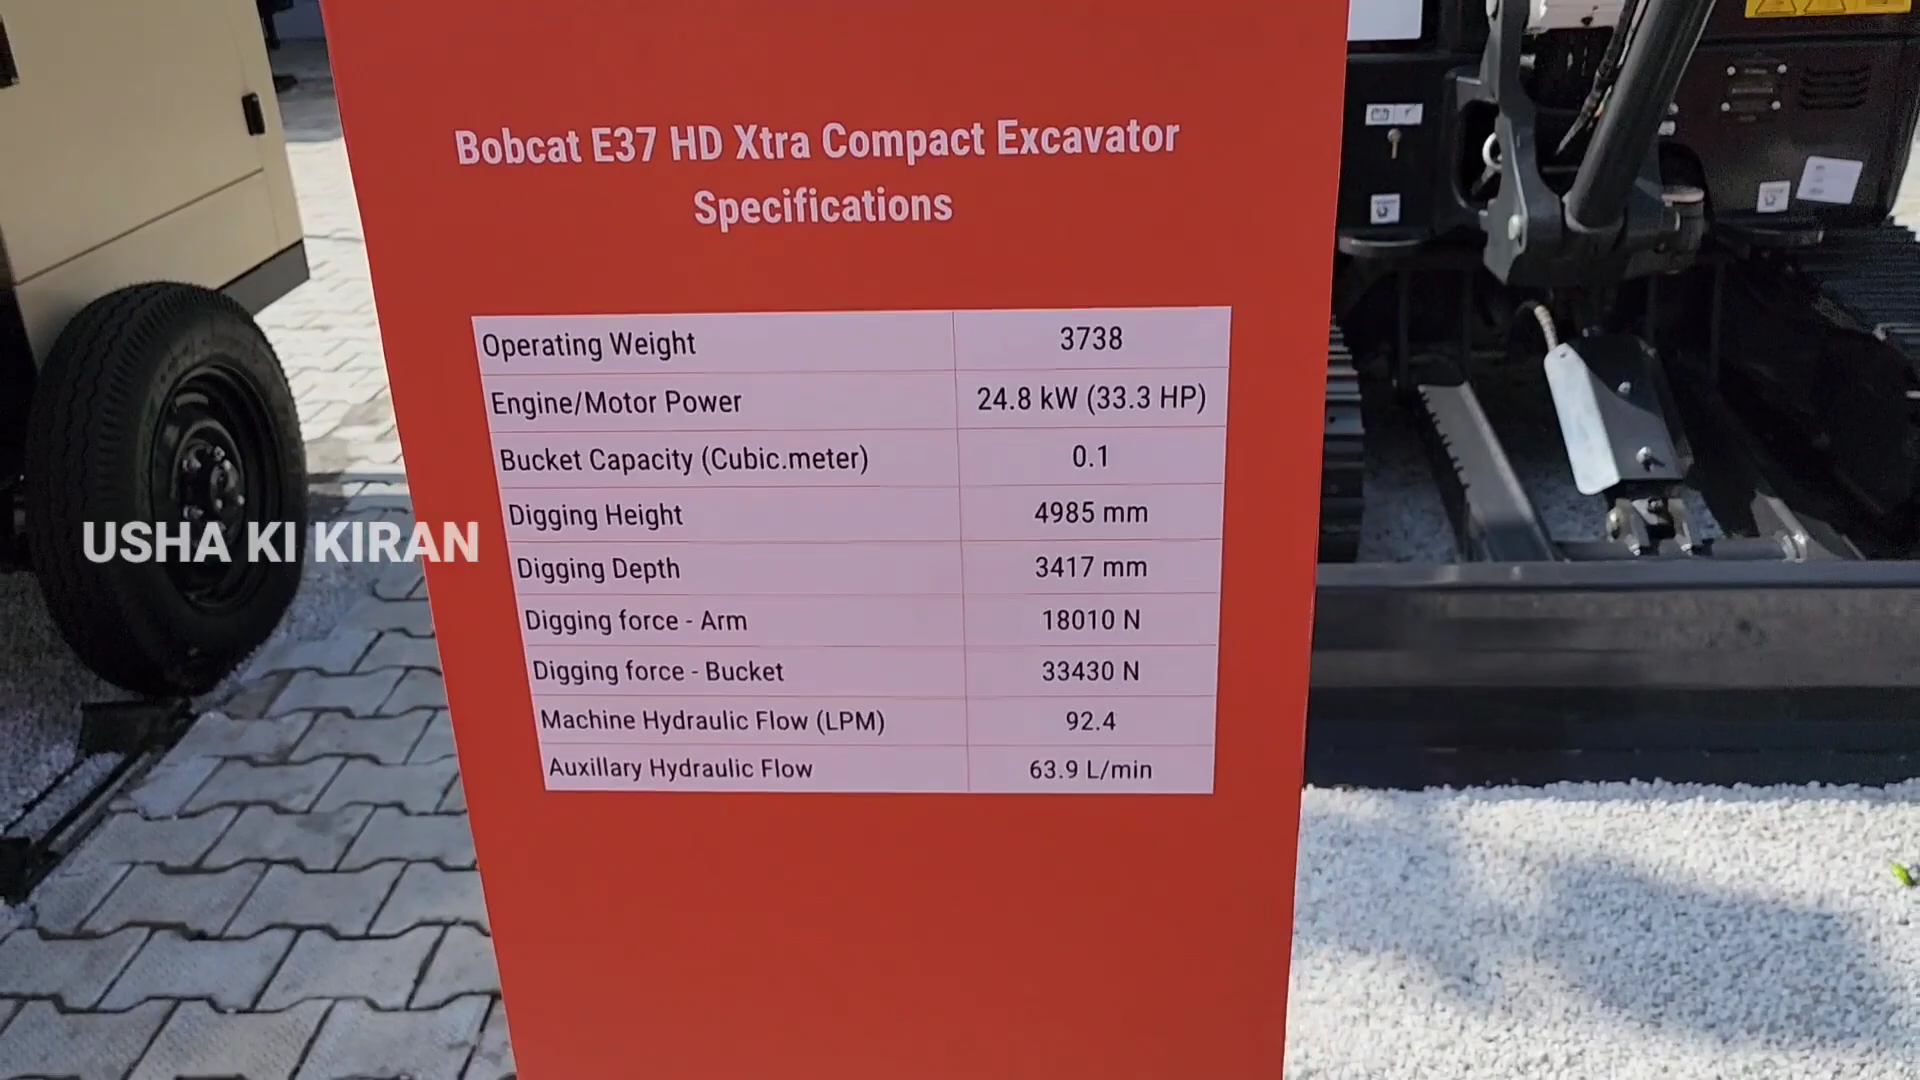 Bobcat E37 HD Xtra Compact Excavator
Specifications
Operating Weight 3738
Engine/Motor Power 24.8 kW (33.3 HP)
Bucket Capacity (Cubic.meter) 0.1
Digging Height 4985 mm
Digging Depth 3417 mm
Digging force - Arm 18010 N
Digging force - Bucket 33430 N
Machine Hydraulic Flow (LPM) 92.4
Auxillary Hydraulic Flow 63.9 L/min
USHA KI KIRAN